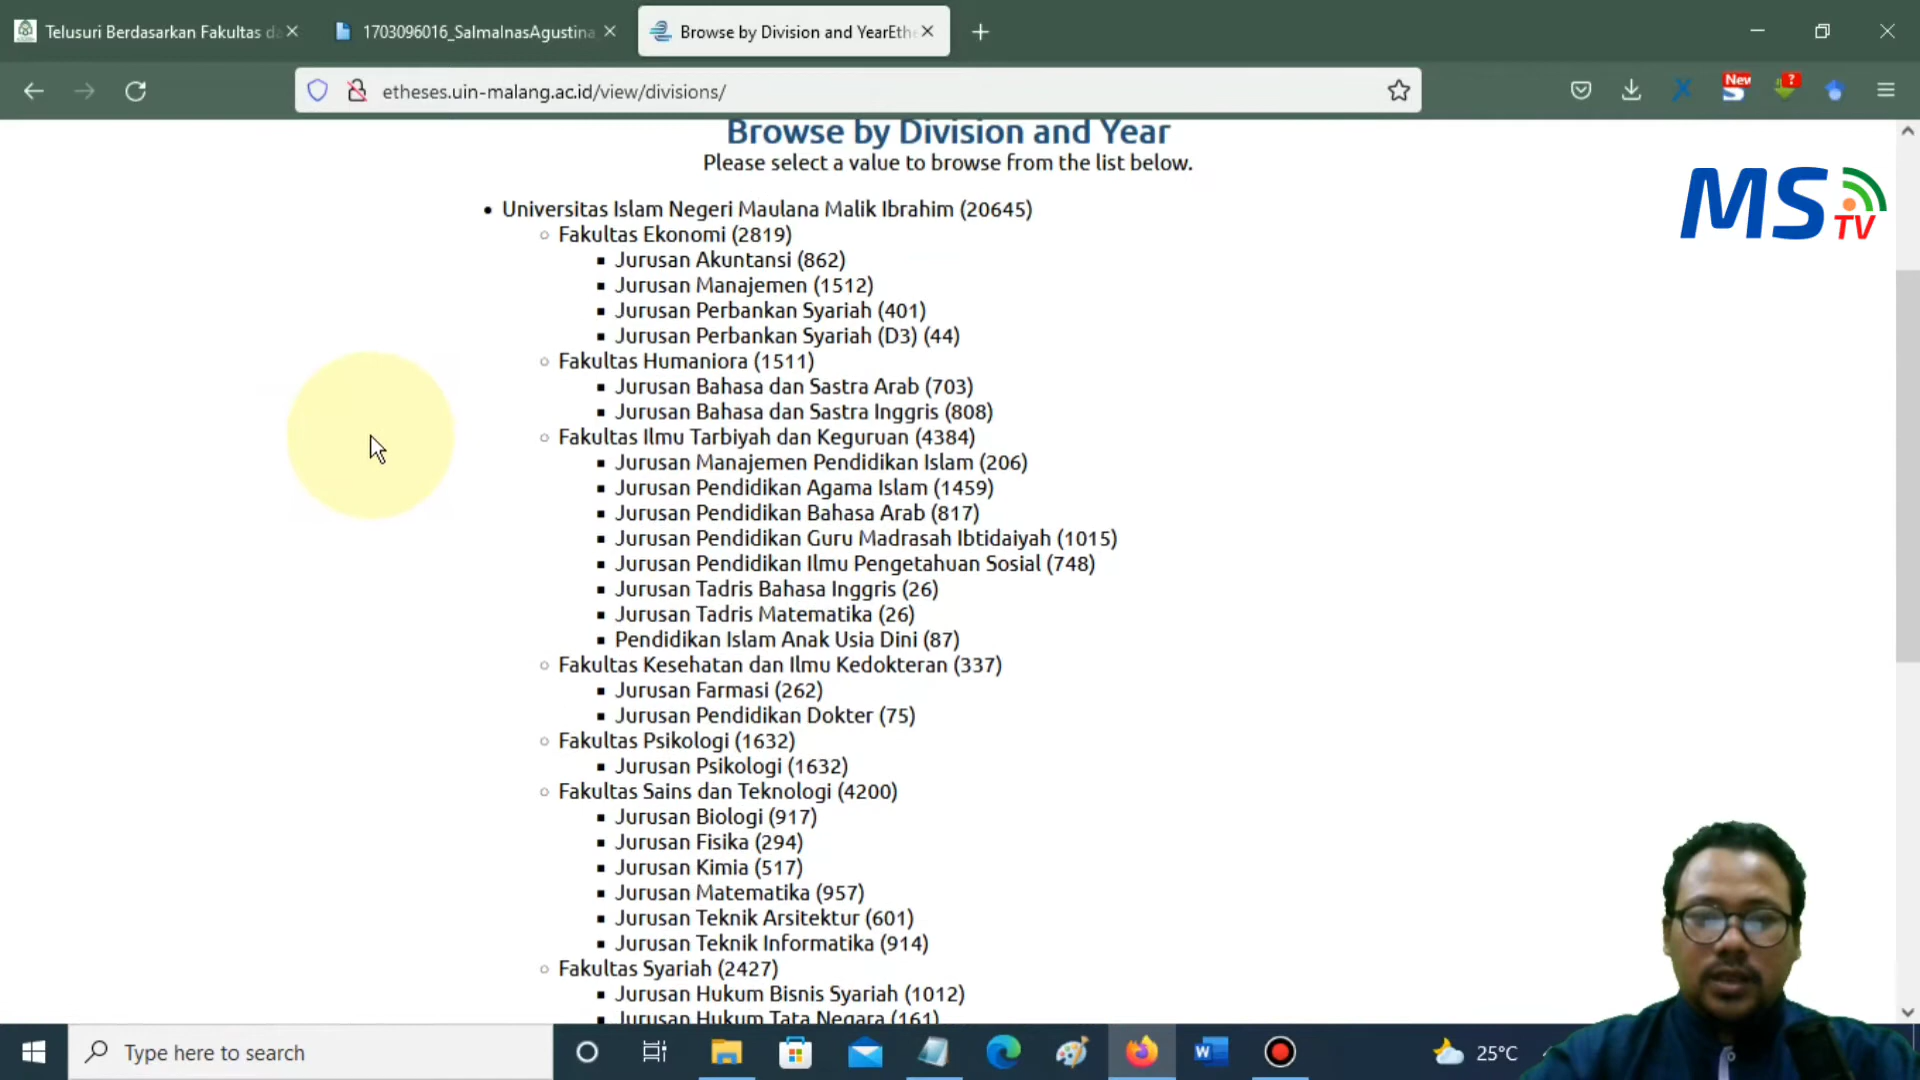 Telusuri Berdasarkan Fakultas da
1703096016_SalmaInasAgustina
Browse by Division and YearEthe
etheses.uin-malang.ac.id/view/divisions/
New
?
Browse by Division and Year
Please select a value to browse from the list below.
MS
TV
Universitas Islam Negeri Maulana Malik Ibrahim (20645)
Fakultas Ekonomi (2819)
Jurusan Akuntansi (862)
Jurusan Manajemen (1512)
Jurusan Perbankan Syariah (401)
Jurusan Perbankan Syariah (D3) (44)
Fakultas Humaniora (1511)
Jurusan Bahasa dan Sastra Arab (703)
Jurusan Bahasa dan Sastra Inggris (808)
Fakultas Ilmu Tarbiyah dan Keguruan (4384)
Jurusan Manajemen Pendidikan Islam (206)
Jurusan Pendidikan Agama Islam (1459)
Jurusan Pendidikan Bahasa Arab (817)
Jurusan Pendidikan Guru Madrasah Ibtidaiyah (1015)
Jurusan Pendidikan Ilmu Pengetahuan Sosial (748)
Jurusan Tadris Bahasa Inggris (26)
Jurusan Tadris Matematika (26)
Pendidikan Islam Anak Usia Dini (87)
Fakultas Kesehatan dan Ilmu Kedokteran (337)
Jurusan Farmasi (262)
Jurusan Pendidikan Dokter (75)
Fakultas Psikologi (1632)
Jurusan Psikologi (1632)
Fakultas Sains dan Teknologi (4200)
Jurusan Biologi (917)
Jurusan Fisika (294)
Jurusan Kimia (517)
Jurusan Matematika (957)
Jurusan Teknik Arsitektur (601)
Jurusan Teknik Informatika (914)
Fakultas Syariah (2427)
Jurusan Hukum Bisnis Syariah (1012)
Jurusan Hukum Tata Negara (161)
Type here to search
25°C